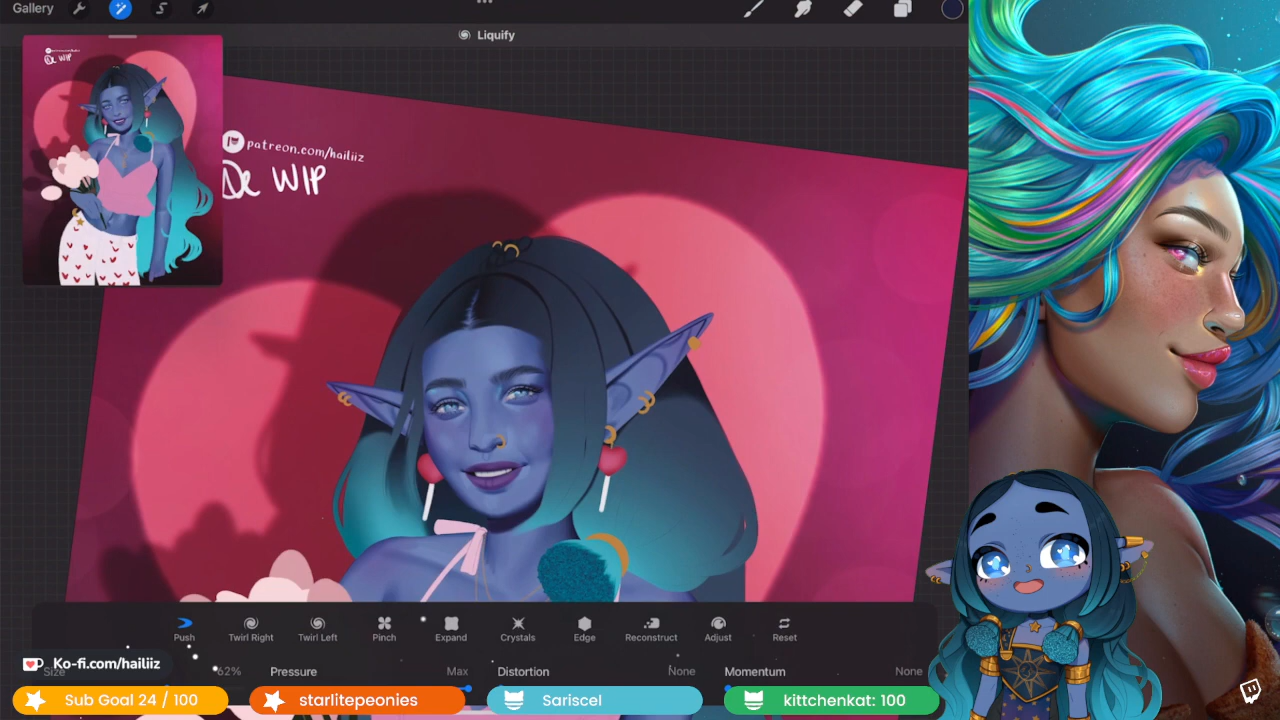 Gallery
Liquify
patreon.com/hailiiz
De WIP
Push
Twirl Right
Twirl Left
Pinch
Expand
Crystals
Edge
Reconstruct
Adjust
Reset
Size
62%
Pressure
Max
Distortion
None
Momentum
None
Ko-fi.com/hailiiz
Sub Goal 24 / 100
starlitepeonies
Sariscel
kittchenkat: 100